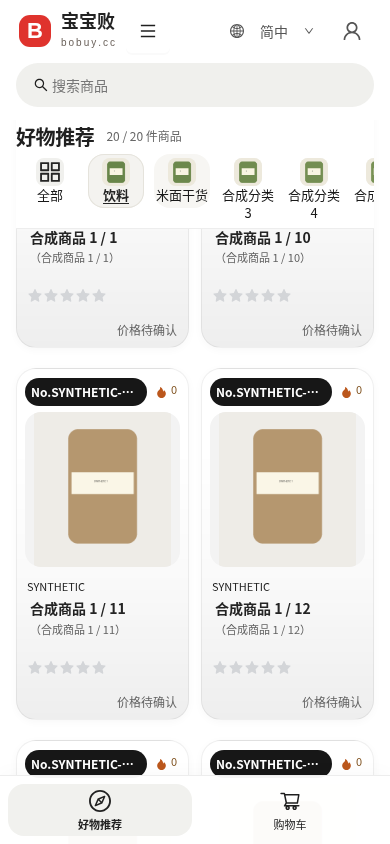 B 宝宝败
bobuy.cc
简中
搜索商品
好物推荐 20 / 20 件商品
全部 饮料 米面干货 合成分类 3 合成分类 4 合成
合成商品 1 / 1
（合成商品 1 / 1）
价格待确认
合成商品 1 / 10
（合成商品 1 / 10）
价格待确认
No.SYNTHETIC-··· 0
SYNTHETIC
合成商品 1 / 11
（合成商品 1 / 11）
价格待确认
No.SYNTHETIC-··· 0
SYNTHETIC
合成商品 1 / 12
（合成商品 1 / 12）
价格待确认
No.SYNTHETIC-··· 0
No.SYNTHETIC-··· 0
好物推荐
购物车